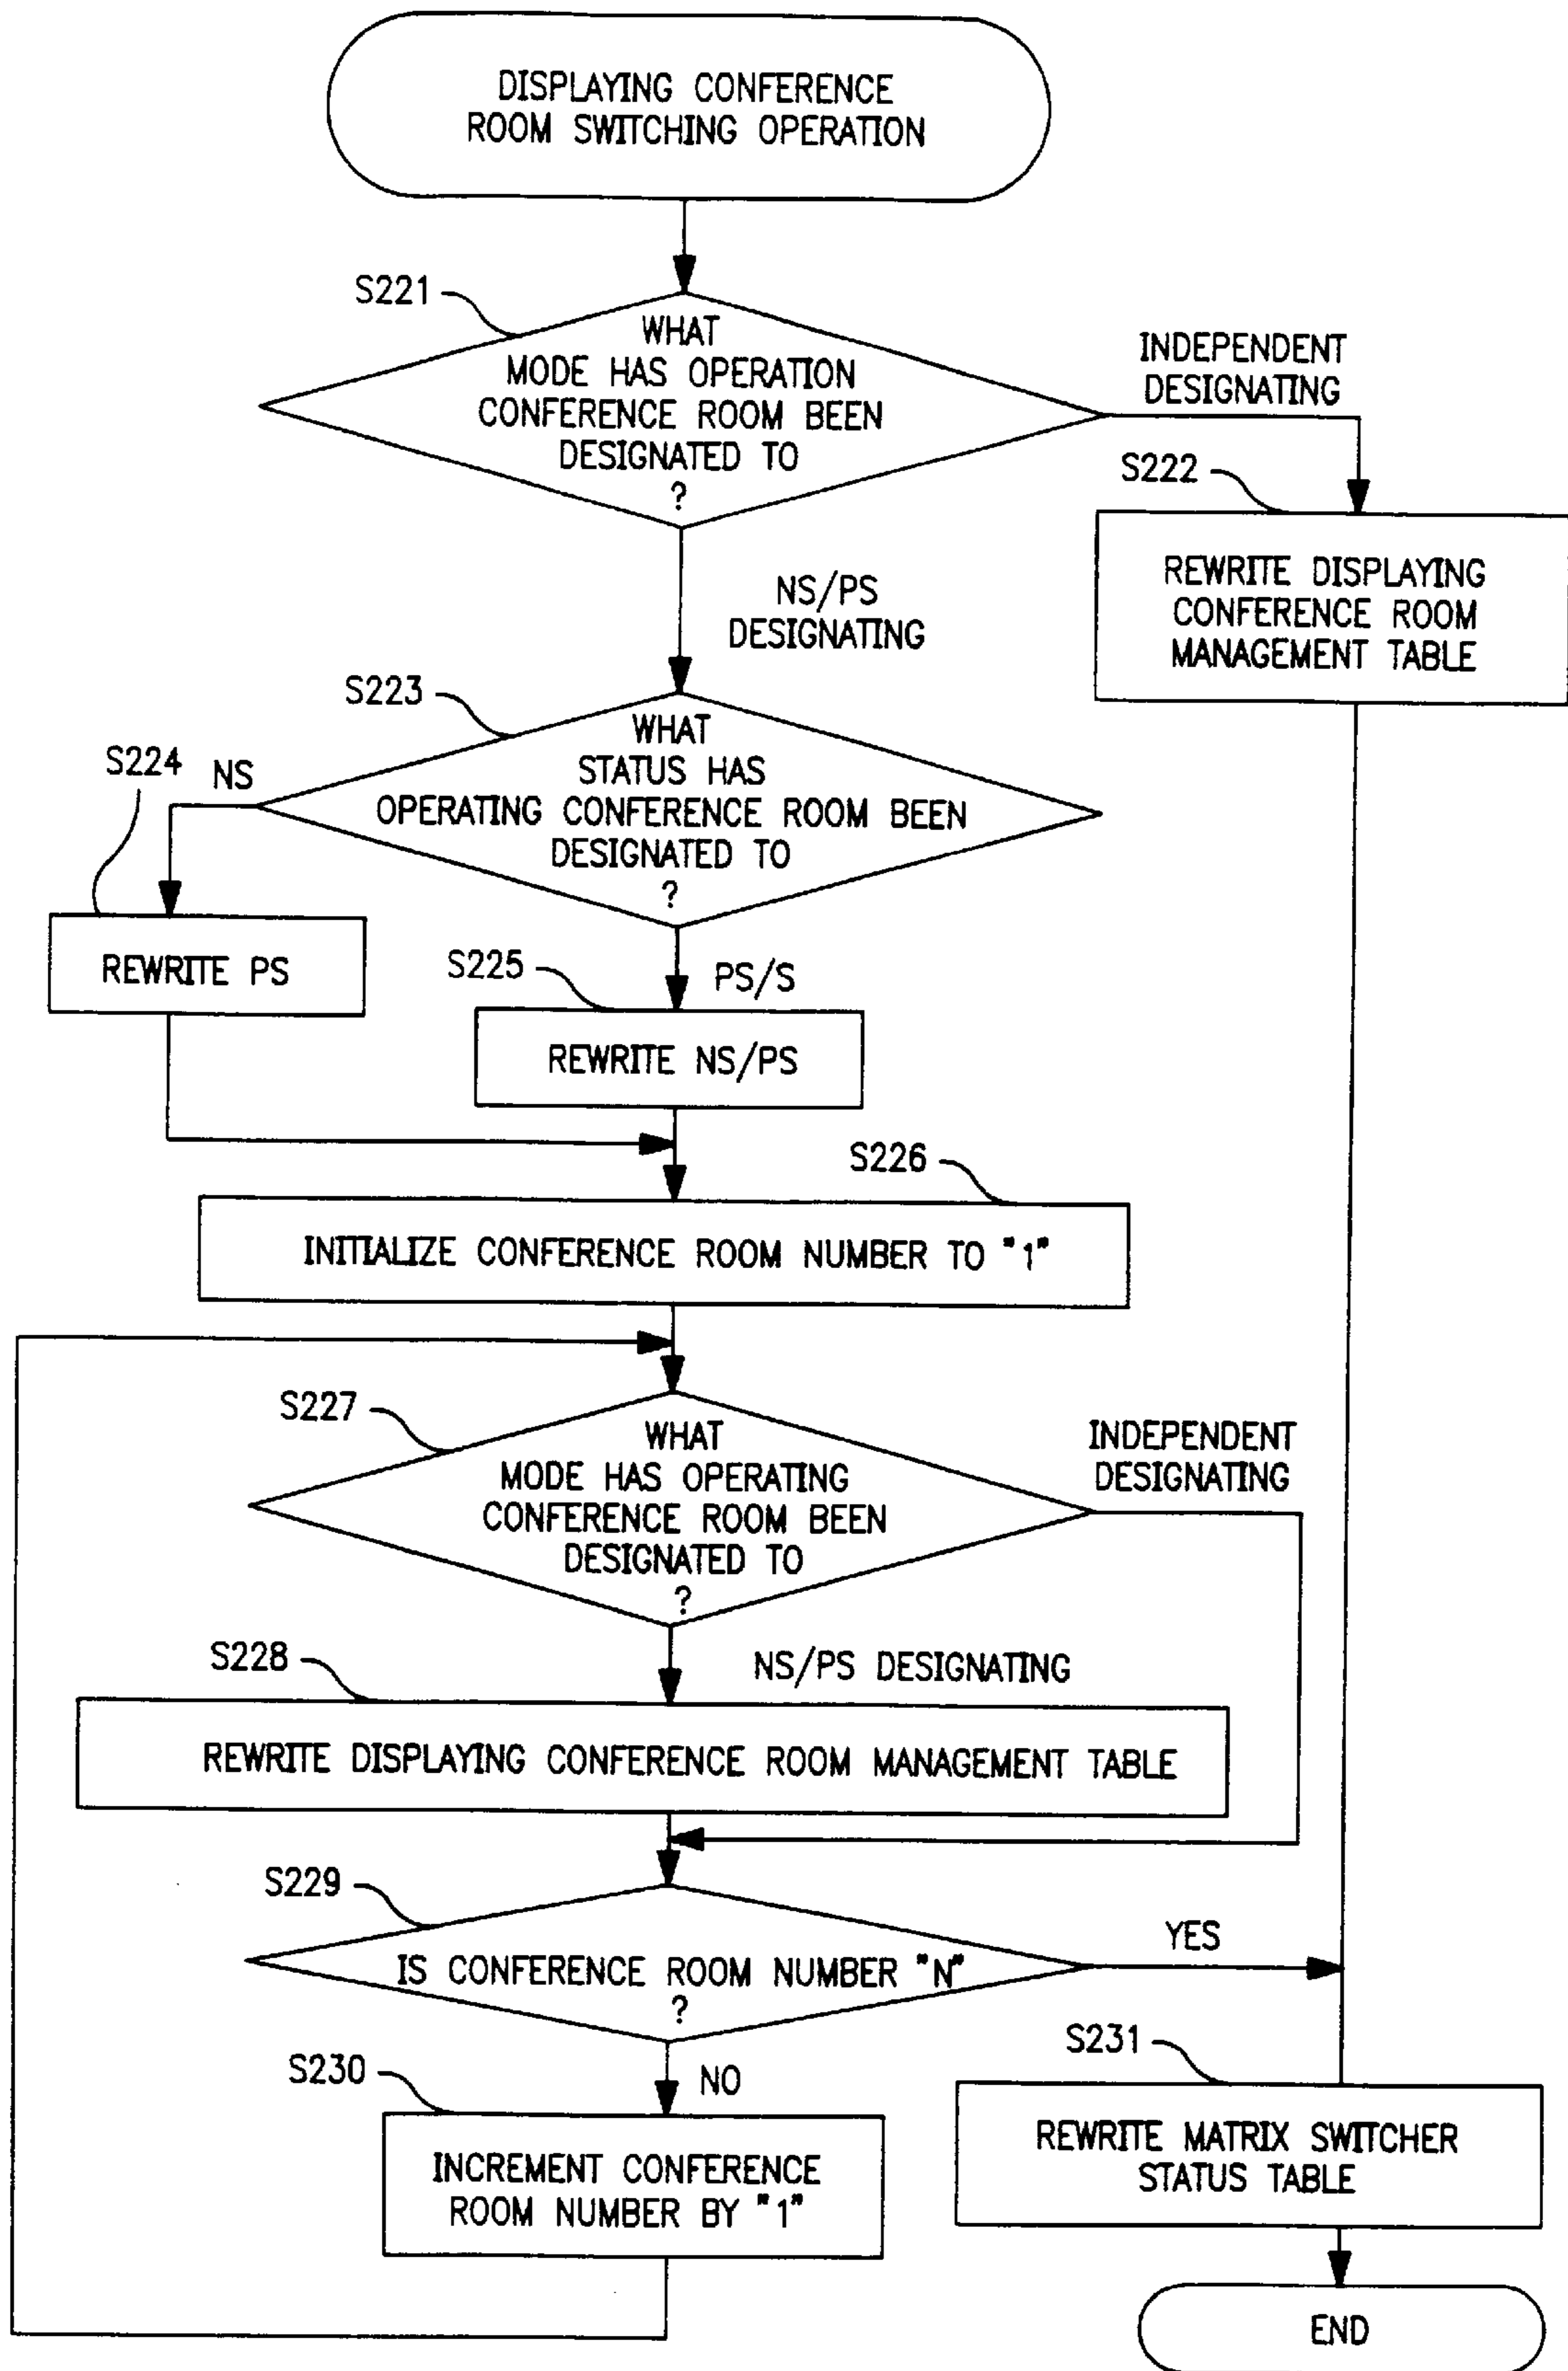 DISPLAYING CONFERENCE
ROOM SWITCHING OPERATION
S221
WHAT
MODE HAS OPERATION
CONFERENCE ROOM BEEN
DESIGNATED TO
?
INDEPENDENT
DESIGNATING
S222
REWRITE DISPLAYING
CONFERENCE ROOM
MANAGEMENT TABLE
NS/PS
DESIGNATING
S223
WHAT
STATUS HAS
OPERATING CONFERENCE ROOM BEEN
DESIGNATED TO
?
S224
NS
REWRITE PS
S225
PS/S
REWRITE NS/PS
S226
INITIALIZE CONFERENCE ROOM NUMBER TO "1"
S227
WHAT
MODE HAS OPERATING
CONFERENCE ROOM BEEN
DESIGNATED TO
?
INDEPENDENT
DESIGNATING
S228
NS/PS DESIGNATING
REWRITE DISPLAYING CONFERENCE ROOM MANAGEMENT TABLE
S229
IS CONFERENCE ROOM NUMBER "N"
?
YES
S230
NO
INCREMENT CONFERENCE
ROOM NUMBER BY "1"
S231
REWRITE MATRIX SWITCHER
STATUS TABLE
END